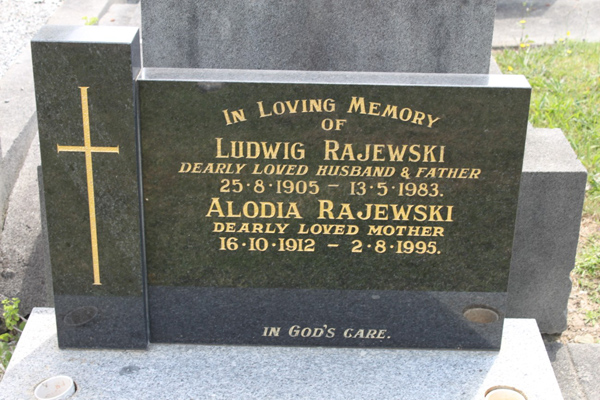 IN LOVING MEMORY
OF
LUDWIG RAJEWSKI
DEARLY LOVED HUSBAND & FATHER
25·8·1905 – 13·5·1983.
ALODIA RAJEWSKI
DEARLY LOVED MOTHER
16·10·1912 – 2·8·1995.
IN GOD'S CARE.